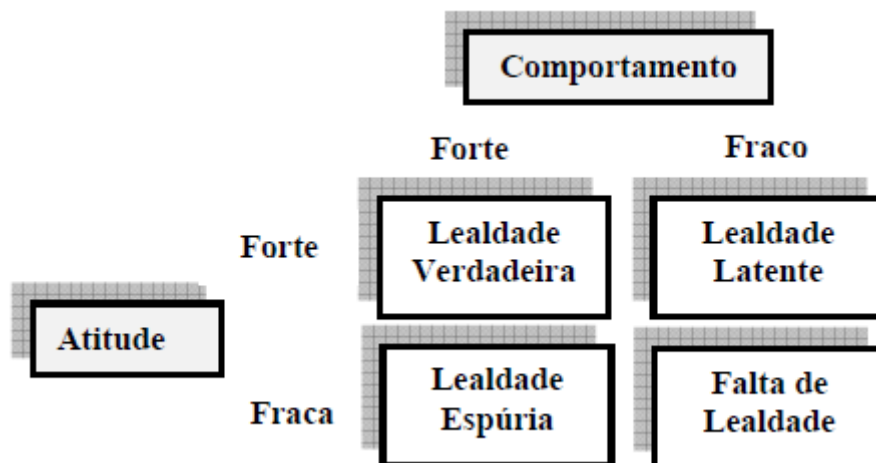 Comportamento
Forte
Fraco
Forte
Lealdade
Verdadeira
Lealdade
Latente
Atitude
Fraca
Lealdade
Espúria
Falta de
Lealdade